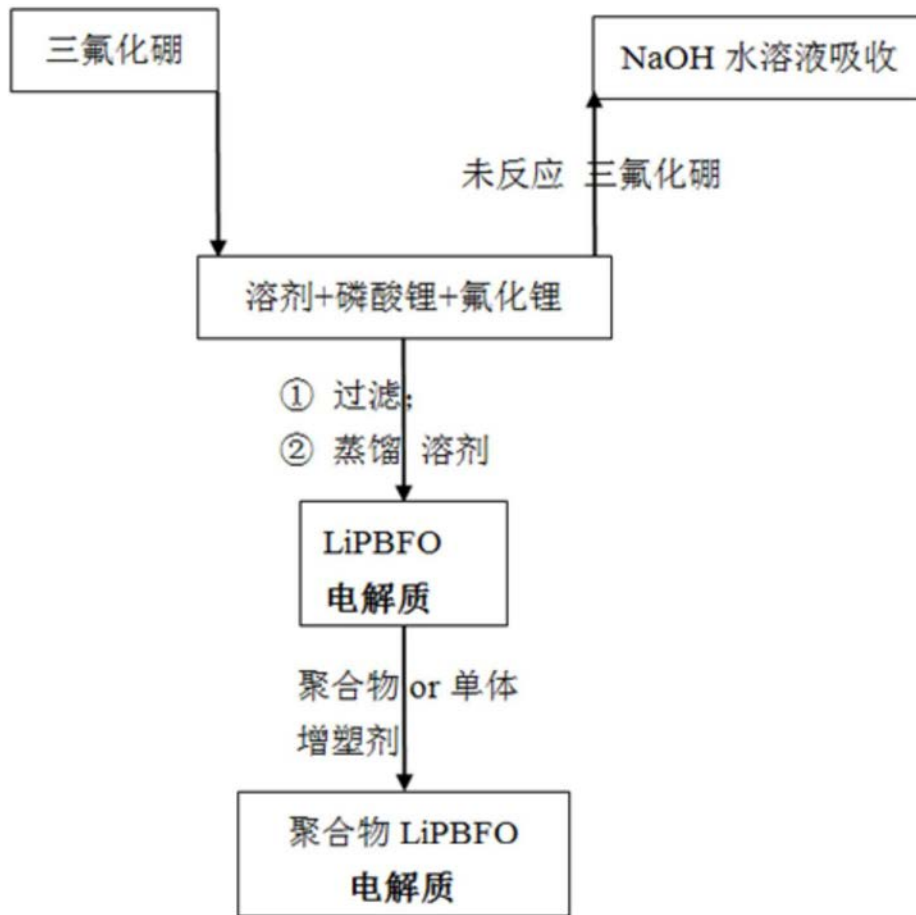 三氟化硼
NaOH 水溶液吸收
未反应 三氟化硼
溶剂+磷酸锂+氟化锂
① 过滤；
② 蒸馏 溶剂
LiPBFO
电解质
聚合物 or 单体
增塑剂
聚合物 LiPBFO
电解质